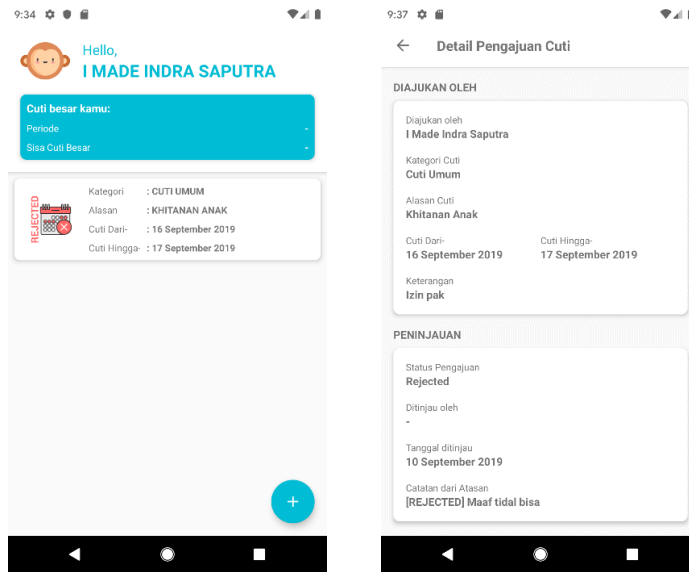 9:34
Hello,
I MADE INDRA SAPUTRA
Cuti besar kamu:
Periode -
Sisa Cuti Besar -
REJECTED
Kategori : CUTI UMUM
Alasan : KHITANAN ANAK
Cuti Dari- : 16 September 2019
Cuti Hingga- : 17 September 2019
9:37
Detail Pengajuan Cuti
DIAJUKAN OLEH
Diajukan oleh
I Made Indra Saputra
Kategori Cuti
Cuti Umum
Alasan Cuti
Khitanan Anak
Cuti Dari- Cuti Hingga-
16 September 2019 17 September 2019
Keterangan
Izin pak
PENINJAUAN
Status Pengajuan
Rejected
Ditinjau oleh
-
Tanggal ditinjau
10 September 2019
Catatan dari Atasan
[REJECTED] Maaf tidak bisa